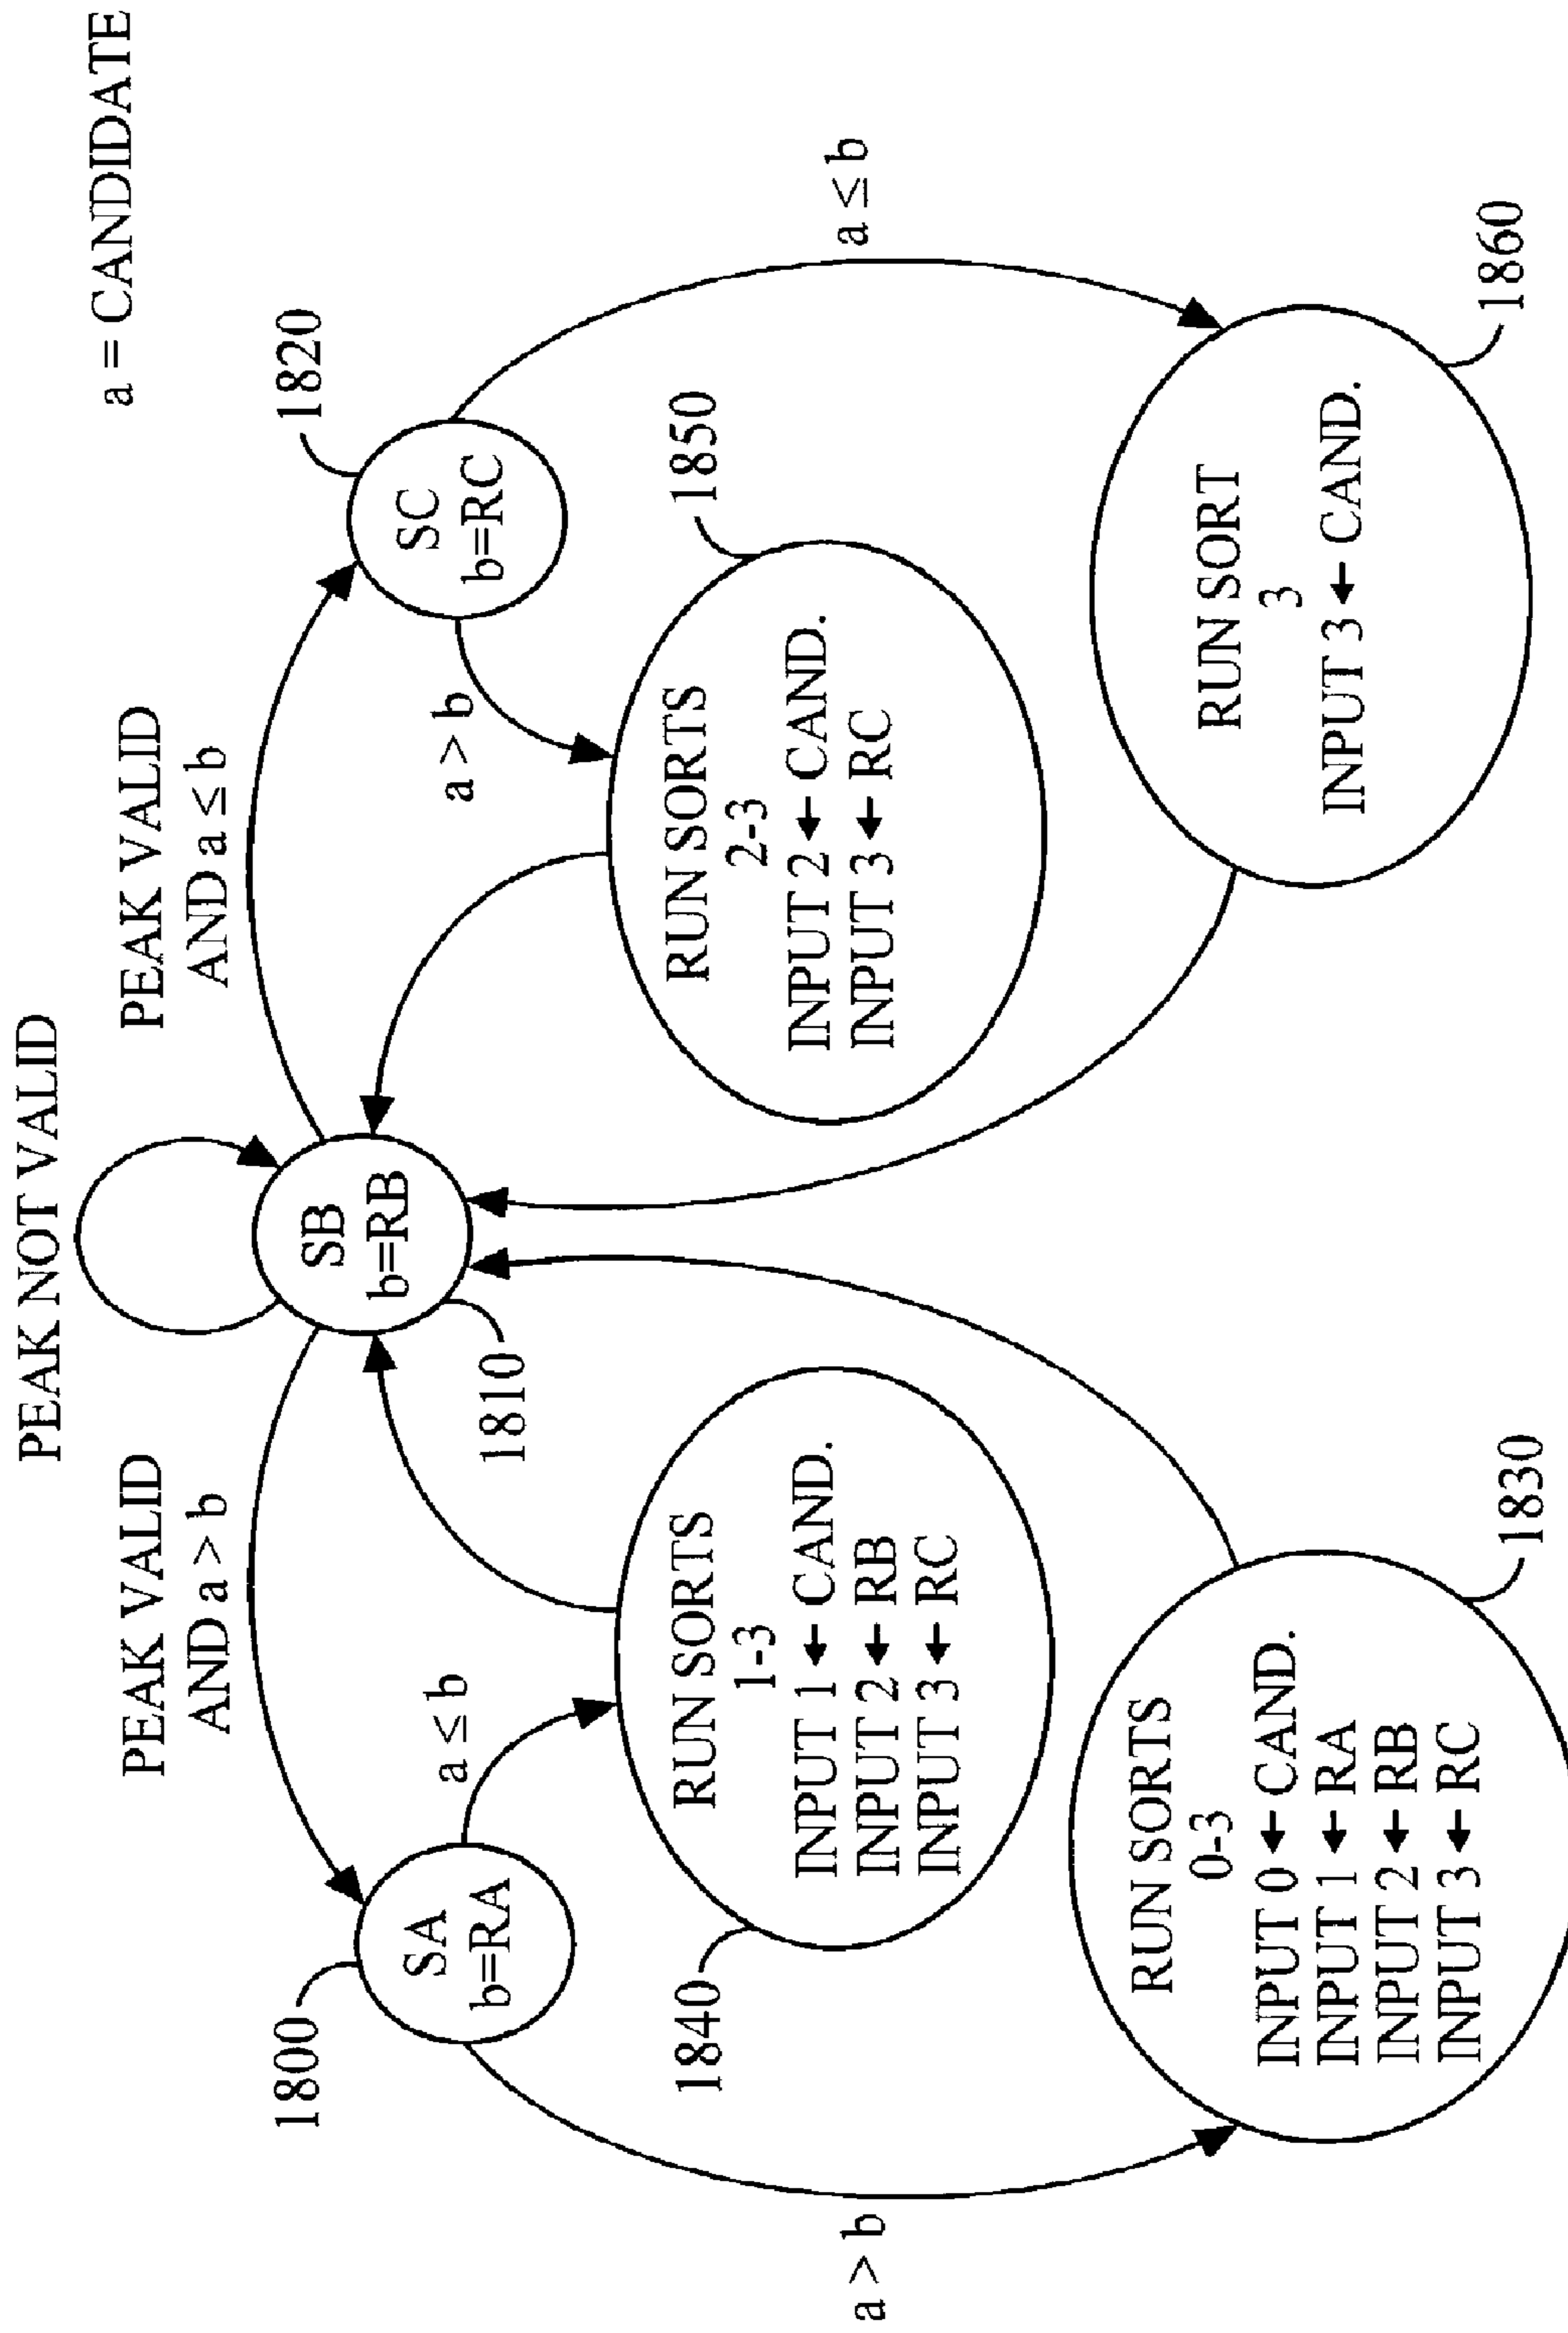 a = CANDIDATE
PEAK NOT VALID
PEAK VALID
AND a > b
PEAK VALID
AND a ≤ b
1800
SA
b=RA
SB
b=RB
1810
SC
b=RC
1820
a ≤ b
a > b
a > b
a ≤ b
1840
RUN SORTS
1-3
INPUT 1 ← CAND.
INPUT 2 ← RB
INPUT 3 ← RC
RUN SORTS
2-3
INPUT 2 ← CAND.
INPUT 3 ← RC
1850
RUN SORTS
0-3
INPUT 0 ← CAND.
INPUT 1 ← RA
INPUT 2 ← RB
INPUT 3 ← RC
1830
RUN SORT
3
INPUT 3 ← CAND.
1860